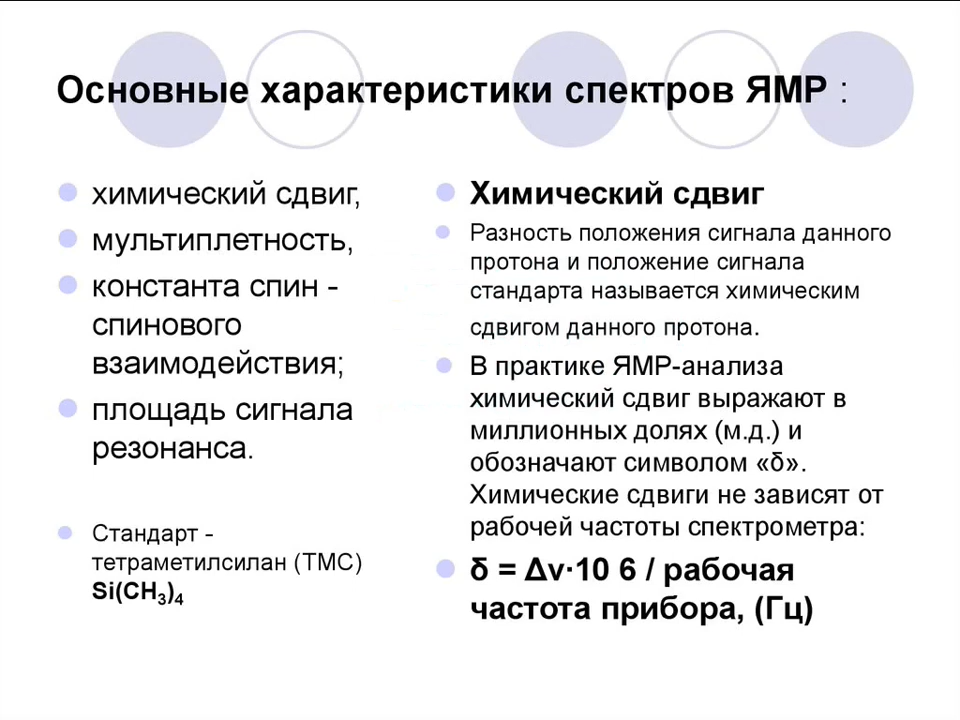 Основные характеристики спектров ЯМР :
химический сдвиг,
мультиплетность,
константа спин -
спинового
взаимодействия;
площадь сигнала
резонанса.
Стандарт -
тетраметилсилан (ТМС)
Si(CH₃)₄
Химический сдвиг
Разность положения сигнала данного
протона и положение сигнала
стандарта называется химическим
сдвигом данного протона.
В практике ЯМР-анализа
химический сдвиг выражают в
миллионных долях (м.д.) и
обозначают символом «δ».
Химические сдвиги не зависят от
рабочей частоты спектрометра:
δ = Δν·10 6 / рабочая
частота прибора, (Гц)